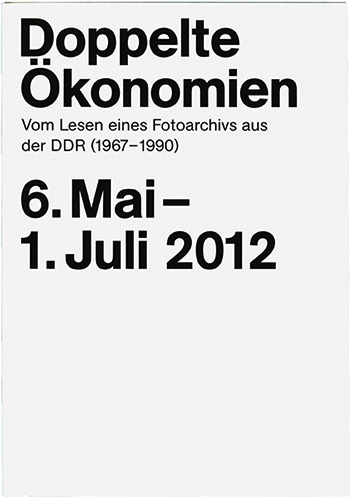 Doppelte
Ökonomien
Vom Lesen eines Fotoarchivs aus
der DDR (1967–1990)
6. Mai –
1. Juli 2012